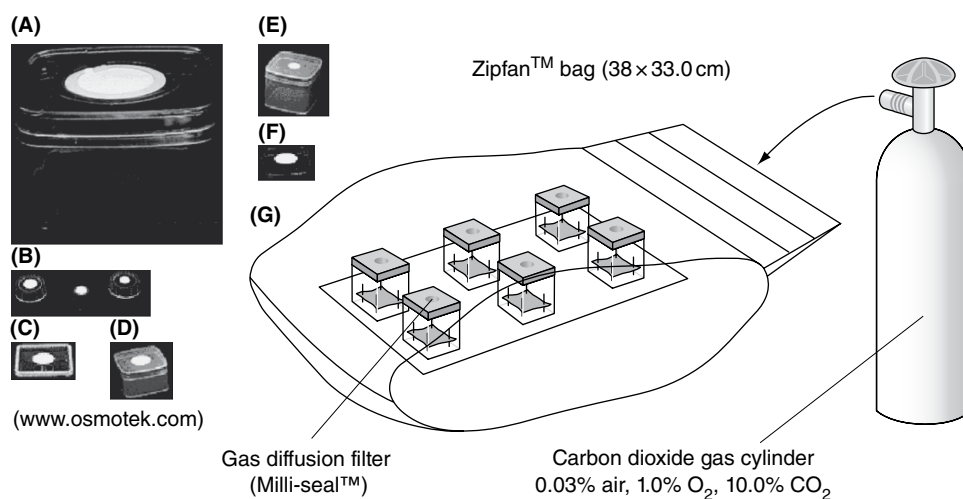 (A)
(E)
Zipfan™ bag (38 × 33.0 cm)
(F)
(G)
(B)
(C) (D)
(www.osmotek.com)
Gas diffusion filter
(Milli-seal™)
Carbon dioxide gas cylinder
0.03% air, 1.0% O₂, 10.0% CO₂